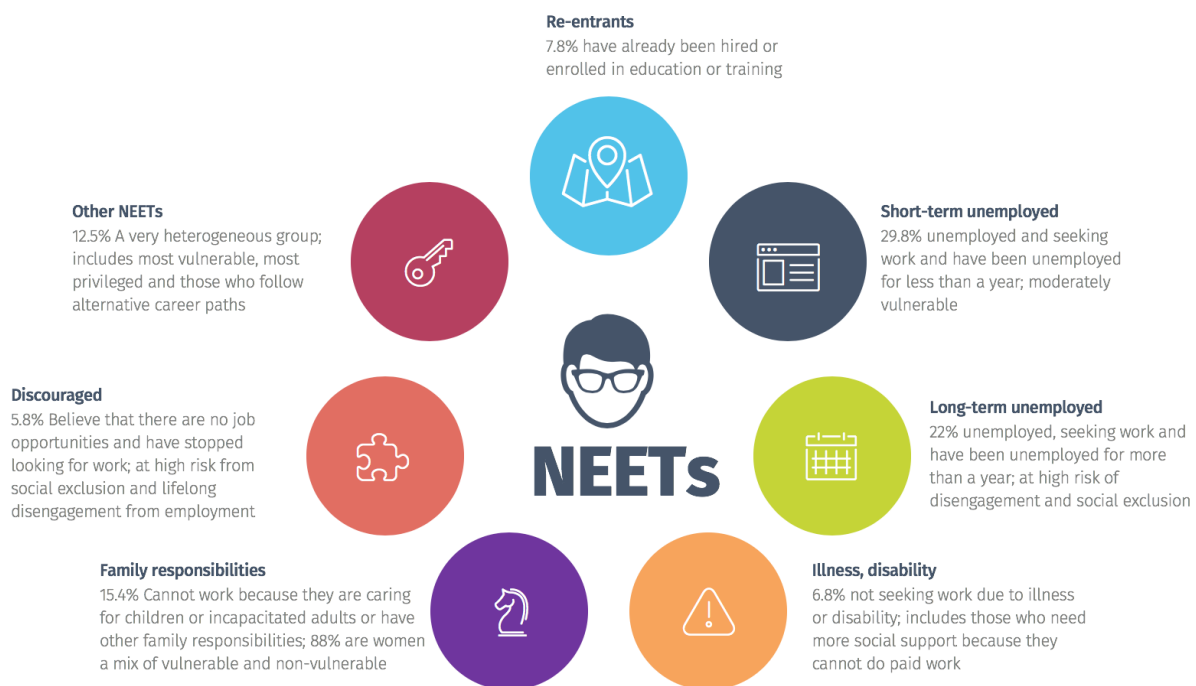 Re-entrants
7.8% have already been hired or
enrolled in education or training
Short-term unemployed
29.8% unemployed and seeking
work and have been unemployed
for less than a year; moderately
vulnerable
Long-term unemployed
22% unemployed, seeking work and
have been unemployed for more
than a year; at high risk of
disengagement and social exclusion
Illness, disability
6.8% not seeking work due to illness
or disability; includes those who need
more social support because they
cannot do paid work
Family responsibilities
15.4% Cannot work because they are caring
for children or incapacitated adults or have
other family responsibilities; 88% are women
a mix of vulnerable and non-vulnerable
Discouraged
5.8% Believe that there are no job
opportunities and have stopped
looking for work; at high risk from
social exclusion and lifelong
disengagement from employment
Other NEETs
12.5% A very heterogeneous group;
includes most vulnerable, most
privileged and those who follow
alternative career paths
NEETs